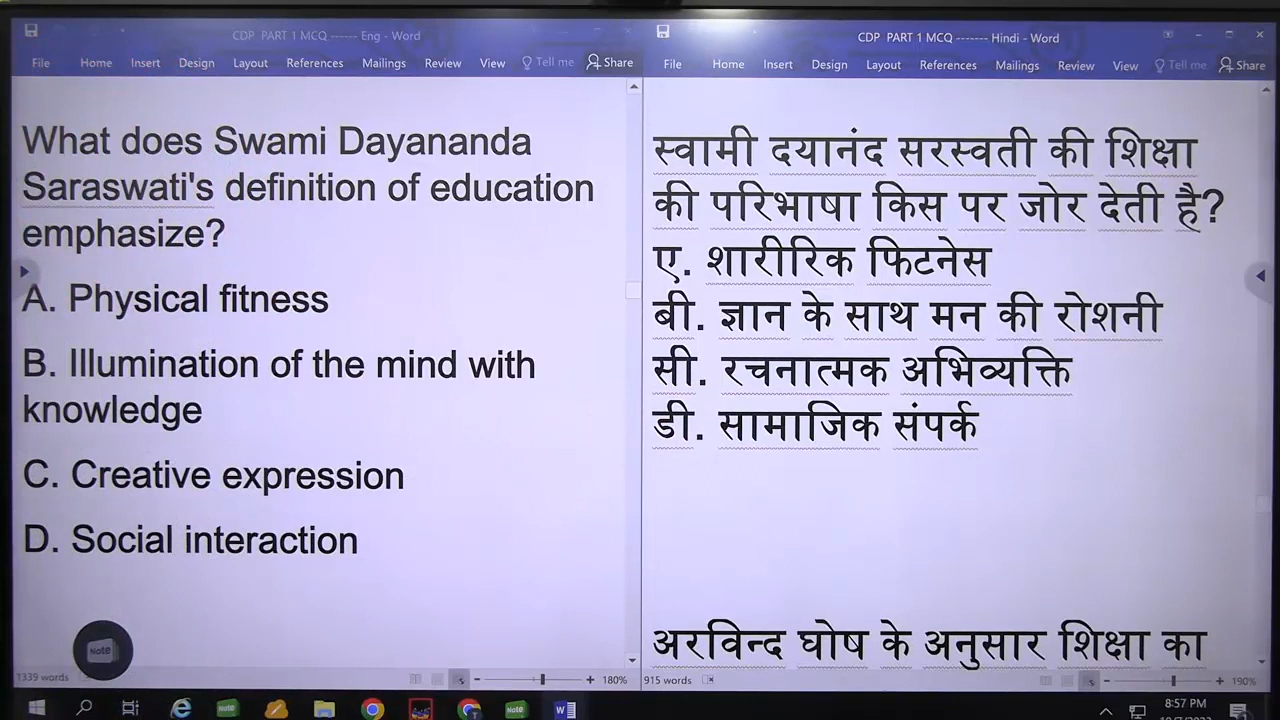 CDP PART 1 MCQ ------ Eng - Word
File Home Insert Design Layout References Mailings Review View Tell me Share
What does Swami Dayananda
Saraswati's definition of education
emphasize?
A. Physical fitness
B. Illumination of the mind with
knowledge
C. Creative expression
D. Social interaction
Note
1339 words
180%
CDP PART 1 MCQ ------- Hindi - Word
File Home Insert Design Layout References Mailings Review View Tell me Share
स्वामी दयानंद सरस्वती की शिक्षा
की परिभाषा किस पर जोर देती है?
ए. शारीरिक फिटनेस
बी. ज्ञान के साथ मन की रोशनी
सी. रचनात्मक अभिव्यक्ति
डी. सामाजिक संपर्क
अरविन्द घोष के अनुसार शिक्षा का
915 words
190%
Note
Note
8:57 PM